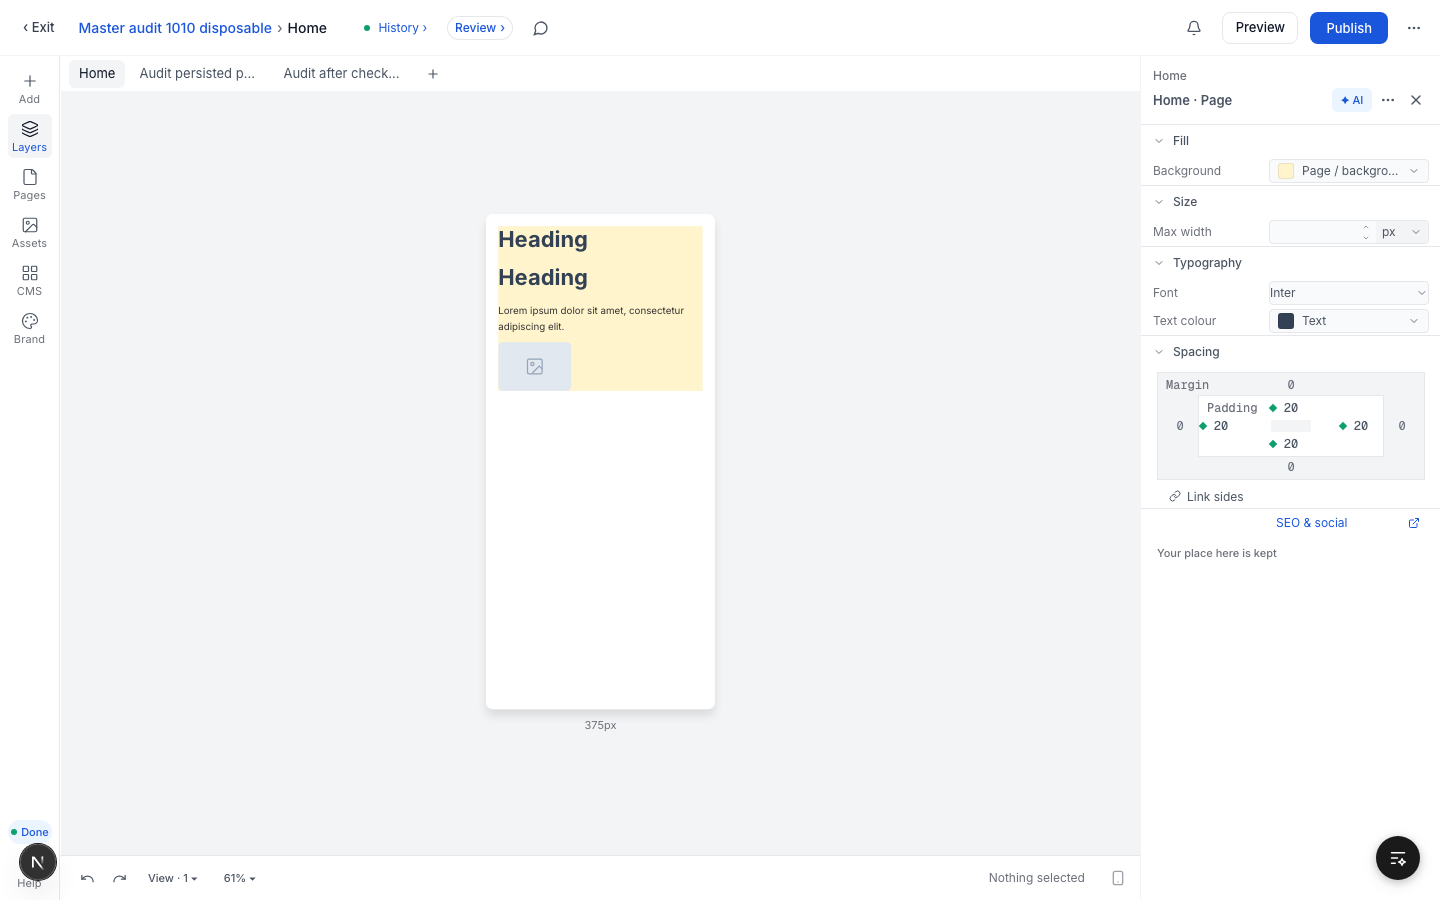 ‹ Exit
Master audit 1010 disposable › Home
History ›
Review ›
Preview
Publish
Add
Layers
Pages
Assets
CMS
Brand
Done
N
Help
Home
Audit persisted p...
Audit after check...
Heading
Heading
Lorem ipsum dolor sit amet, consectetur
adipiscing elit.
375px
View · 1
61%
Nothing selected
Home
Home · Page
AI
Fill
Background
Page / backgro...
Size
Max width
px
Typography
Font
Inter
Text colour
Text
Spacing
Margin 0
Padding 20
0 20 20 0
20
0
Link sides
SEO & social
Your place here is kept